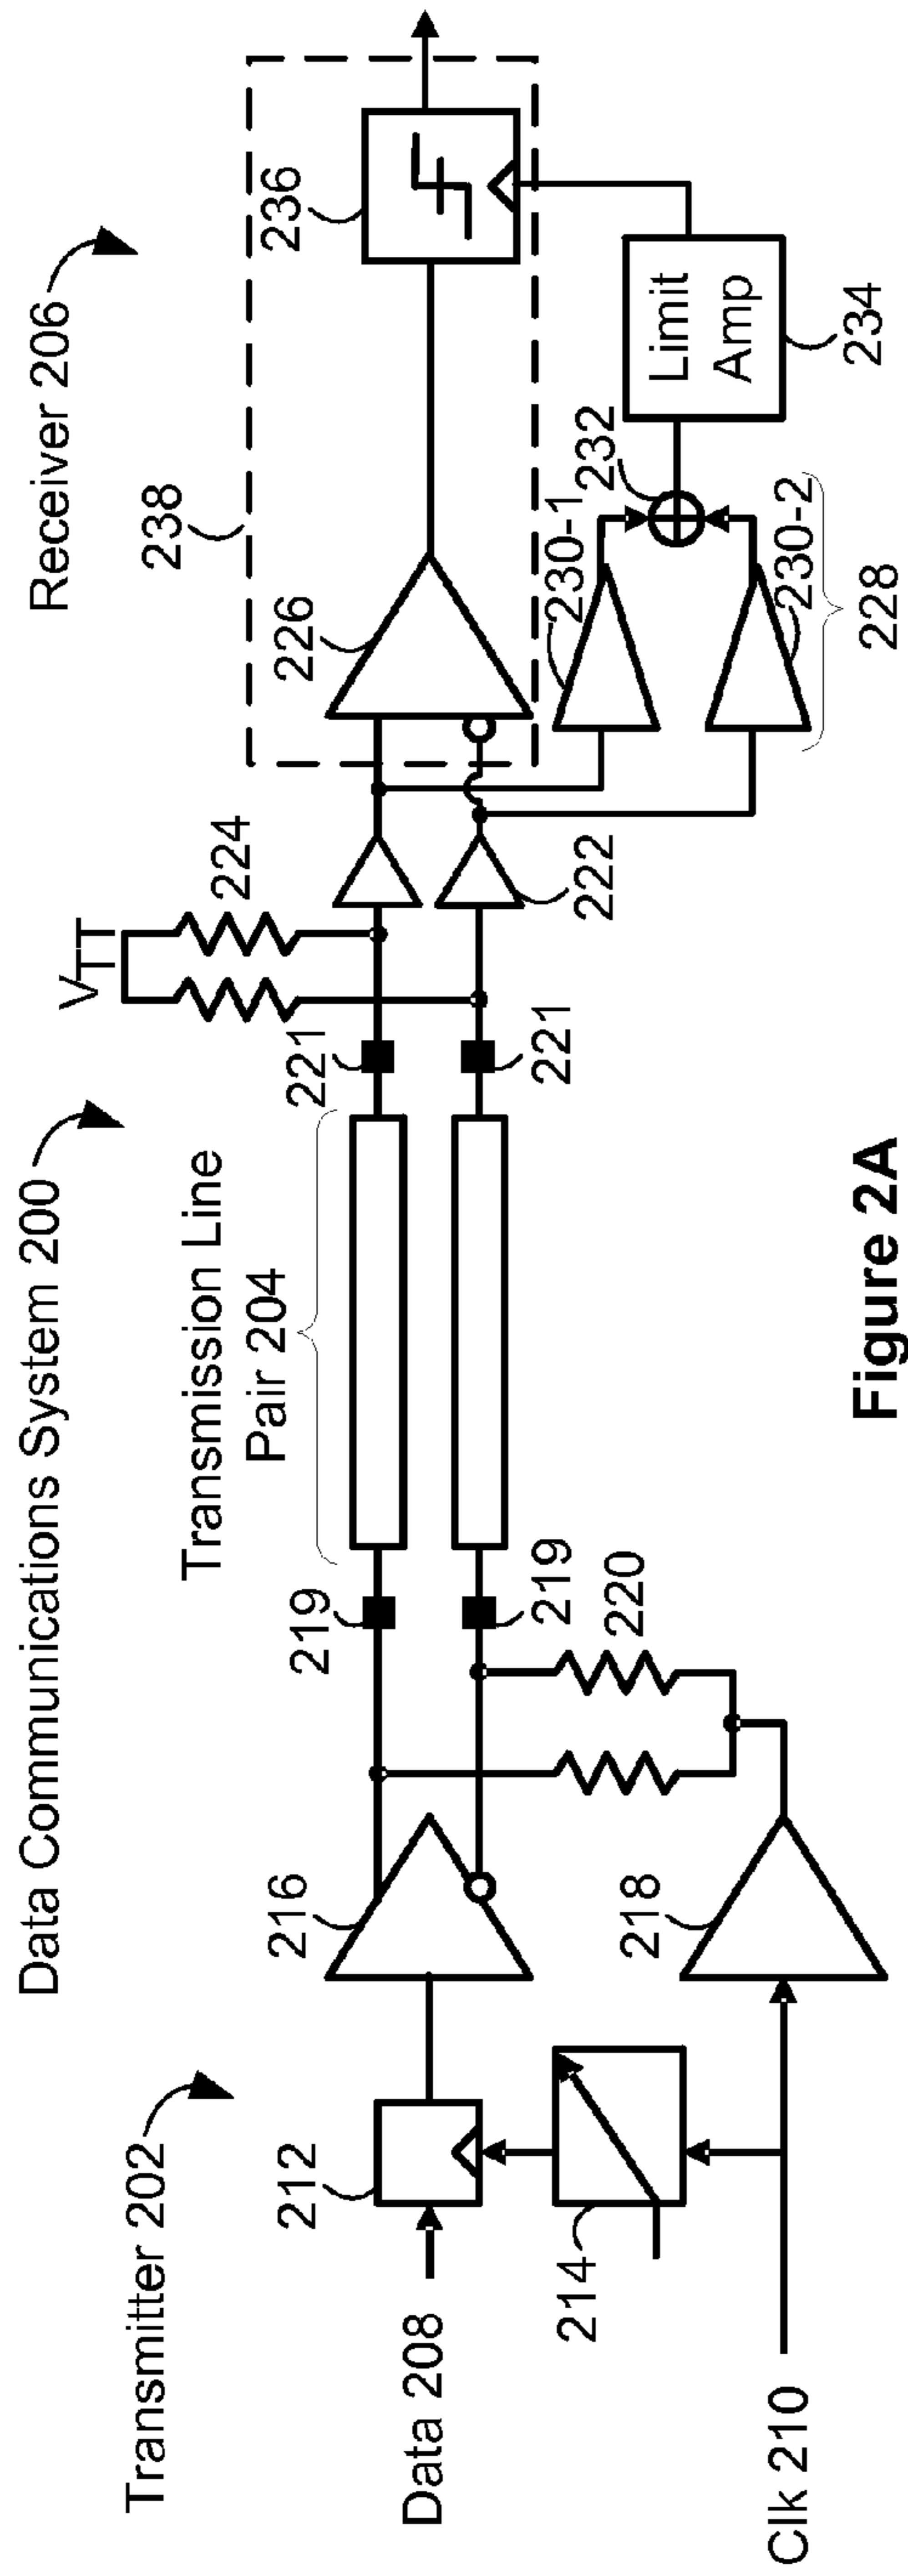 Data Communications System 200
Transmitter 202
Receiver 206
Transmission Line
Pair 204
V
TT
224
238
236
226
216
219
221
212
Data 208
214
Clk 210
218
219
220
221
222
230-1
232
Limit
Amp
234
230-2
228
Figure 2A